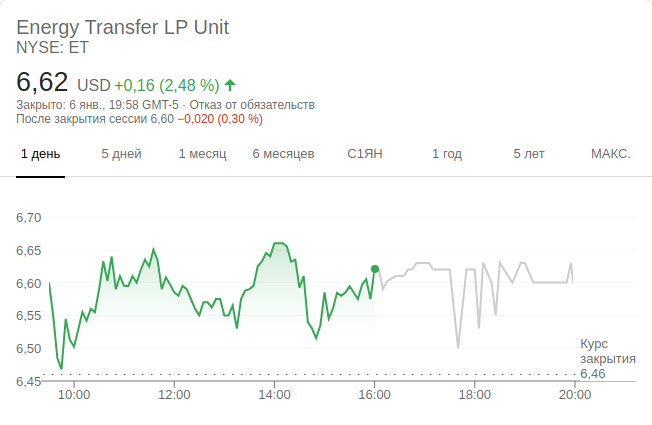 Energy Transfer LP Unit
NYSE: ET
6,62 USD +0,16 (2,48 %)
Закрыто: 6 янв., 19:58 GMT-5 · Отказ от обязательств
После закрытия сессии 6,60 −0,020 (0,30 %)
1 день 5 дней 1 месяц 6 месяцев С1ЯН 1 год 5 лет МАКС.
6,70
6,65
6,60
6,55
6,50
6,45
Курс
закрытия
6,46
10:00 12:00 14:00 16:00 18:00 20:00